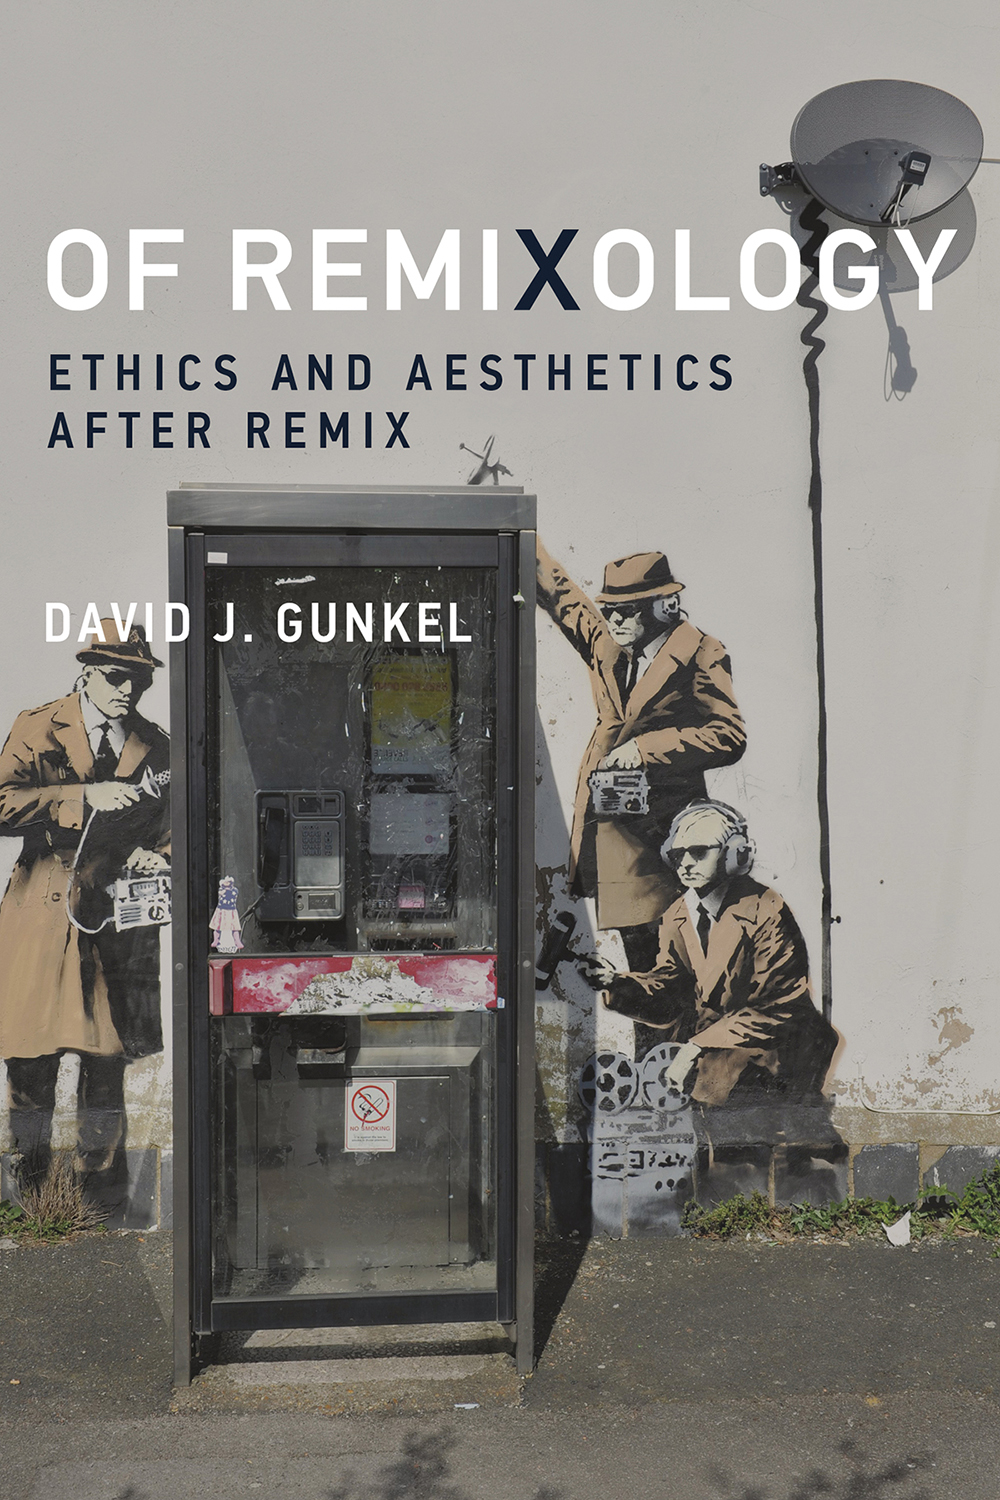 OF REMIXOLOGY
ETHICS AND AESTHETICS
AFTER REMIX
DAVID J. GUNKEL
NO SMOKING